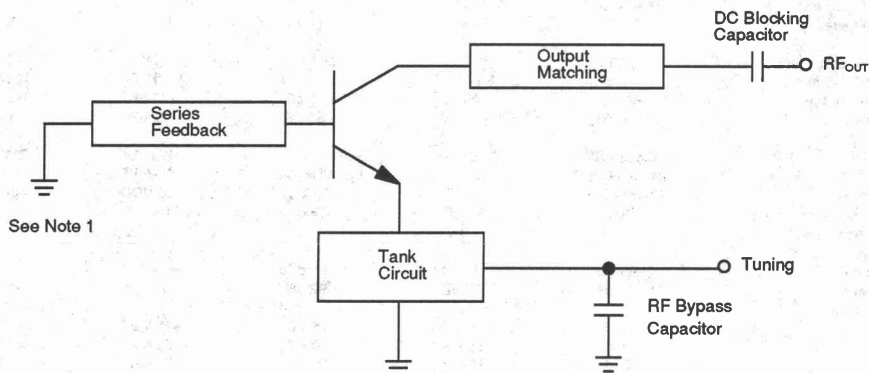 DC Blocking
Capacitor
Output
Matching
RFOUT
Series
Feedback
See Note 1
Tank
Circuit
Tuning
RF Bypass
Capacitor